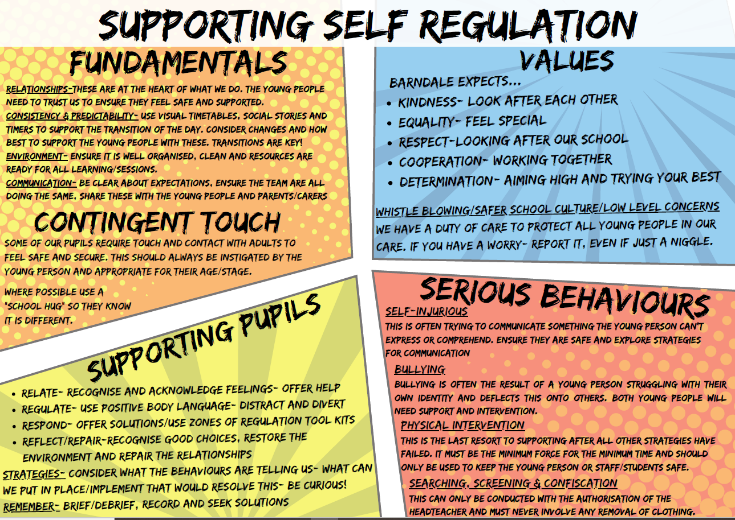 SUPPORTING SELF REGULATION
FUNDAMENTALS
RELATIONSHIPS-THESE ARE AT THE HEART OF WHAT WE DO. THE YOUNG PEOPLE
NEED TO TRUST US TO ENSURE THEY FEEL SAFE AND SUPPORTED.
CONSISTENCY & PREDICTABILITY- USE VISUAL TIMETABLES, SOCIAL STORIES AND
TIMERS TO SUPPORT THE TRANSITION OF THE DAY. CONSIDER CHANGES AND HOW
BEST TO SUPPORT THE YOUNG PEOPLE WITH THESE. TRANSITIONS ARE KEY!
ENVIRONMENT- ENSURE IT IS WELL ORGANISED, CLEAN AND RESOURCES ARE
READY FOR ALL LEARNING/SESSIONS.
COMMUNICATION- BE CLEAR ABOUT EXPECTATIONS, ENSURE THE TEAM ARE ALL
DOING THE SAME, SHARE THESE WITH THE YOUNG PEOPLE AND PARENTS/CARERS
CONTINGENT TOUCH
SOME OF OUR PUPILS REQUIRE TOUCH AND CONTACT WITH ADULTS TO
FEEL SAFE AND SECURE. THIS SHOULD ALWAYS BE INSTIGATED BY THE
YOUNG PERSON AND APPROPRIATE FOR THEIR AGE/STAGE.
WHERE POSSIBLE USE A
"SCHOOL HUG" SO THEY KNOW
IT IS DIFFERENT.
VALUES
BARNDALE EXPECTS...
• KINDNESS- LOOK AFTER EACH OTHER
• EQUALITY- FEEL SPECIAL
• RESPECT-LOOKING AFTER OUR SCHOOL
• COOPERATION- WORKING TOGETHER
• DETERMINATION- AIMING HIGH AND TRYING YOUR BEST
WHISTLE BLOWING/SAFER SCHOOL CULTURE/LOW LEVEL CONCERNS
WE HAVE A DUTY OF CARE TO PROTECT ALL YOUNG PEOPLE IN OUR
CARE. IF YOU HAVE A WORRY- REPORT IT, EVEN IF JUST A NIGGLE.
SUPPORTING PUPILS
• RELATE- RECOGNISE AND ACKNOWLEDGE FEELINGS- OFFER HELP
• REGULATE- USE POSITIVE BODY LANGUAGE- DISTRACT AND DIVERT
• RESPOND- OFFER SOLUTIONS/USE ZONES OF REGULATION TOOL KITS
• REFLECT/REPAIR-RECOGNISE GOOD CHOICES, RESTORE THE
ENVIRONMENT AND REPAIR THE RELATIONSHIPS
STRATEGIES- CONSIDER WHAT THE BEHAVIOURS ARE TELLING US- WHAT CAN
WE PUT IN PLACE/IMPLEMENT THAT WOULD RESOLVE THIS- BE CURIOUS!
REMEMBER- BRIEF/DEBRIEF, RECORD AND SEEK SOLUTIONS
SERIOUS BEHAVIOURS
SELF-INJURIOUS
THIS IS OFTEN TRYING TO COMMUNICATE SOMETHING THE YOUNG PERSON CAN'T
EXPRESS OR COMPREHEND. ENSURE THEY ARE SAFE AND EXPLORE STRATEGIES
FOR COMMUNICATION
BULLYING
BULLYING IS OFTEN THE RESULT OF A YOUNG PERSON STRUGGLING WITH THEIR
OWN IDENTITY AND DEFLECTS THIS ONTO OTHERS. BOTH YOUNG PEOPLE WILL
NEED SUPPORT AND INTERVENTION.
PHYSICAL INTERVENTION
THIS IS THE LAST RESORT TO SUPPORTING AFTER ALL OTHER STRATEGIES HAVE
FAILED. IT MUST BE THE MINIMUM FORCE FOR THE MINIMUM TIME AND SHOULD
ONLY BE USED TO KEEP THE YOUNG PERSON OR STAFF/STUDENTS SAFE.
SEARCHING, SCREENING & CONFISCATION
THIS CAN ONLY BE CONDUCTED WITH THE AUTHORISATION OF THE
HEADTEACHER AND MUST NEVER INVOLVE ANY REMOVAL OF CLOTHING.